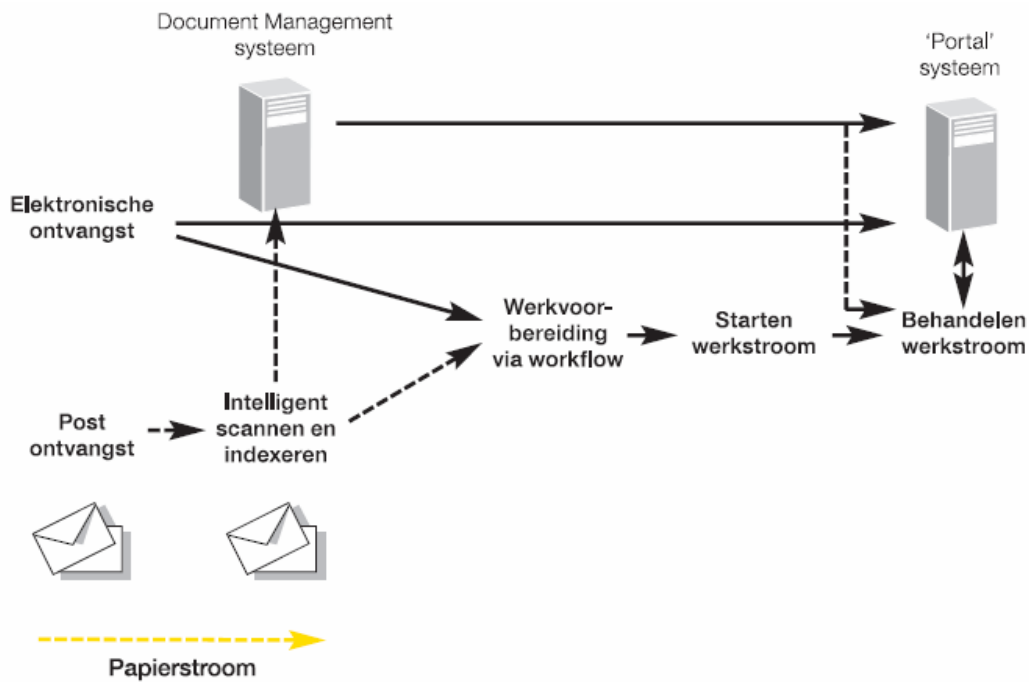 Document Management
systeem
‘Portal’
systeem
Elektronische
ontvangst
Werkvoor-
bereiding
via workflow
Starten
werkstroom
Behandelen
werkstroom
Post
ontvangst
Intelligent
scannen en
indexeren
Papierstroom